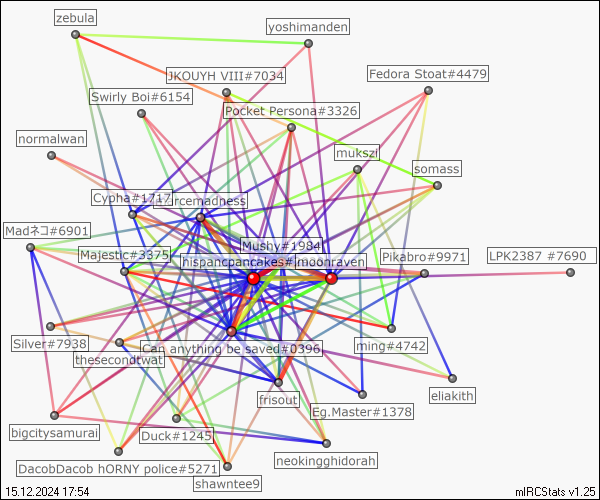 zebula
yoshimanden
JKOUYH VIII#7034
Fedora Stoat#4479
Swirly Boi#6154
Pocket Persona#3326
normalwan
mukszi
somass
Cypha#1717
rcemadness
Madネコ#6901
Mushy#1984
Majestic#3375
hispancpancakes#
moonraven
Pikabro#9971
LPK2387 #7690
Silver#7938
Can anything be saved#0396
ming#4742
thesecondtwat
frisout
eliakith
Eg.Master#1378
bigcitysamurai
Duck#1245
neokingghidorah
DacobDacob hORNY police#5271
shawntee9
15.12.2024 17:54
mIRCStats v1.25